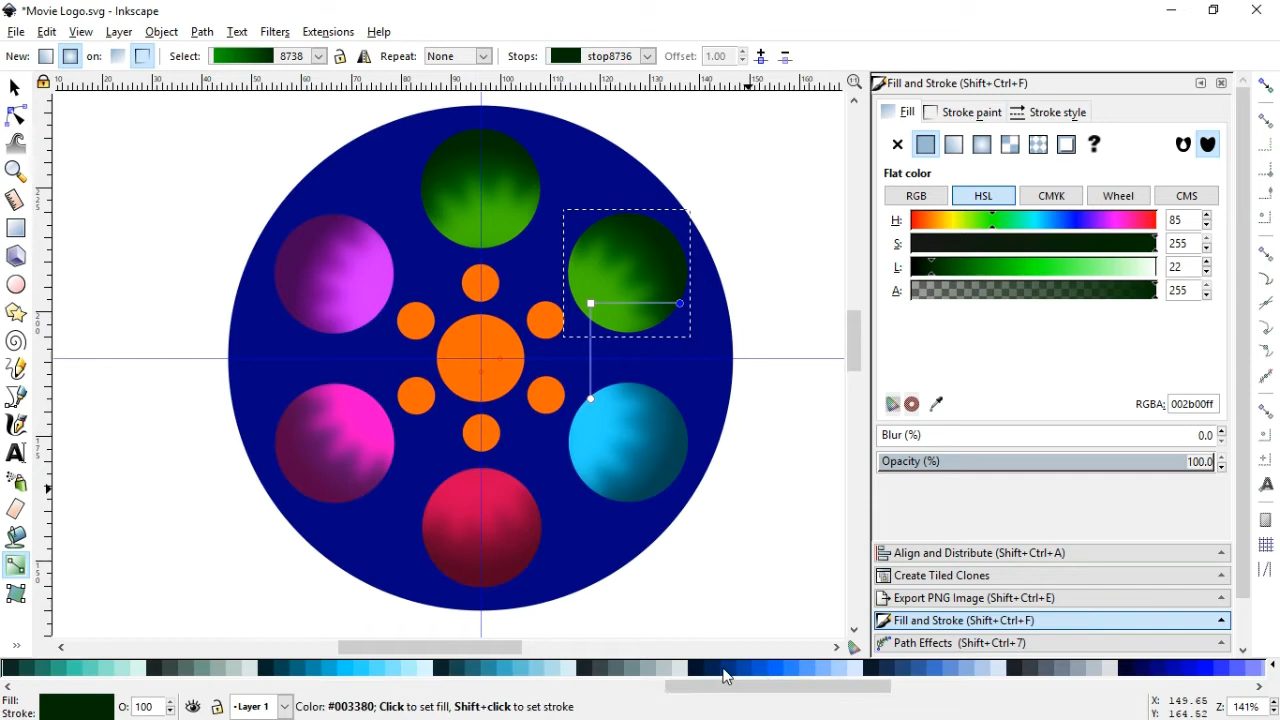 *Movie Logo.svg - Inkscape
File Edit View Layer Object Path Text Filters Extensions Help
New: on: Select: 8738 Repeat: None Stops: stop8736 Offset: 1.00
Fill and Stroke (Shift+Ctrl+F)
Fill Stroke paint Stroke style
?
Flat color
RGB HSL CMYK Wheel CMS
H: 85
S: 255
L: 22
A: 255
RGBA: 002b00ff
Blur (%) 0.0
Opacity (%) 100.0
Align and Distribute (Shift+Ctrl+A)
Create Tiled Clones
Export PNG Image (Shift+Ctrl+E)
Fill and Stroke (Shift+Ctrl+F)
Path Effects (Shift+Ctrl+7)
Fill:
Stroke:
O: 100
Layer 1
Color: #003380; Click to set fill, Shift+click to set stroke
X: 149.65
Y: 164.52
Z: 141%